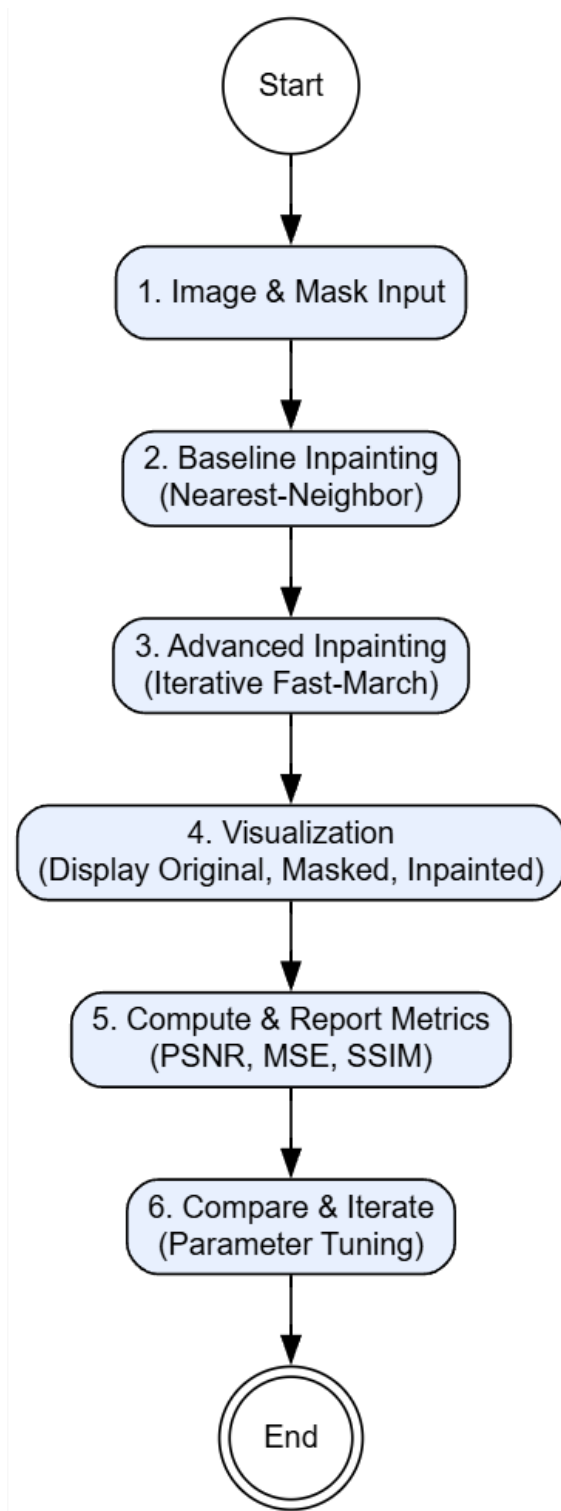 Start
1. Image & Mask Input
2. Baseline Inpainting
(Nearest-Neighbor)
3. Advanced Inpainting
(Iterative Fast-March)
4. Visualization
(Display Original, Masked, Inpainted)
5. Compute & Report Metrics
(PSNR, MSE, SSIM)
6. Compare & Iterate
(Parameter Tuning)
End